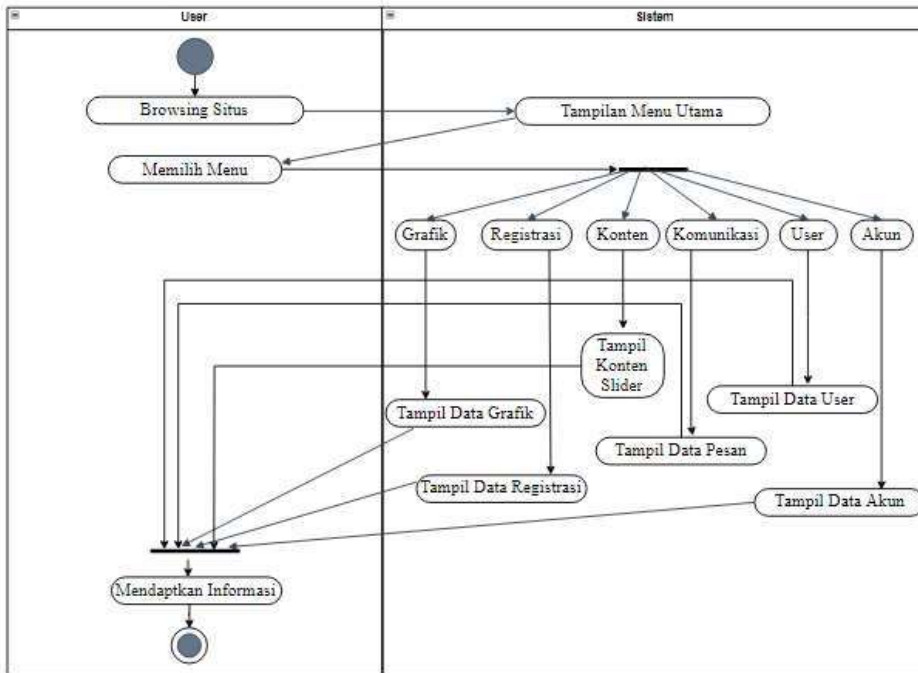 User
Sistem
Browsing Situs
Tampilan Menu Utama
Memilih Menu
Grafik
Registrasi
Konten
Komunikasi
User
Akun
Tampil
Konten
Slider
Tampil Data User
Tampil Data Grafik
Tampil Data Pesan
Tampil Data Registrasi
Tampil Data Akun
Mendaptkan Informasi